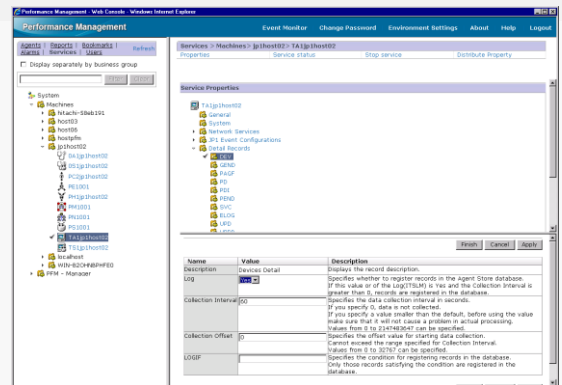 Performance Management - Web Console - Windows Internet Explorer
Performance Management
Event Monitor Change Password Environment Settings About Help Logout
Agents | Reports | Bookmarks |
Alarms | Services | Users
Refresh
Display separately by business group
System
Machines
hitachi-58eb191
host03
host06
hostpfm
jp1host02
PE1001
PM1001
PN1001
PS1001
TA1jp1host02
TS1jp1host02
localhost
PFM - Manager
Services > Machines > jp1host02 > TA1jp1host02
Properties Service status Stop service Distribute Property
Service Properties
TA1jp1host02
General
System
Network Services
JP1 Event Configurations
Detail Records
DEV
GEND
PAGF
PD
PDI
PEND
SVC
ELOG
UPD
Finish Cancel Apply
Name Value Description
Description Devices Detail Displays the record description.
Log Yes Specifies whether to register records in the Agent Store database.
If this value or of the Log(ITSLM) is Yes and the Collection Interval is
greater than 0, records are registered in the database.
Collection Interval 60 Specifies the data collection interval in seconds.
If you specify 0, data is not collected.
If you specify a value smaller than the default, before using the value
make sure that it will not cause a problem in actual processing.
Values from 0 to 2147483647 can be specified.
Collection Offset 0 Specifies the offset value for starting data collection.
Cannot exceed the range specified for Collection Interval.
Values from 0 to 32767 can be specified.
LOGIF Specifies the condition for registering records in the database.
Only those records satisfying the condition are registered in the
database.